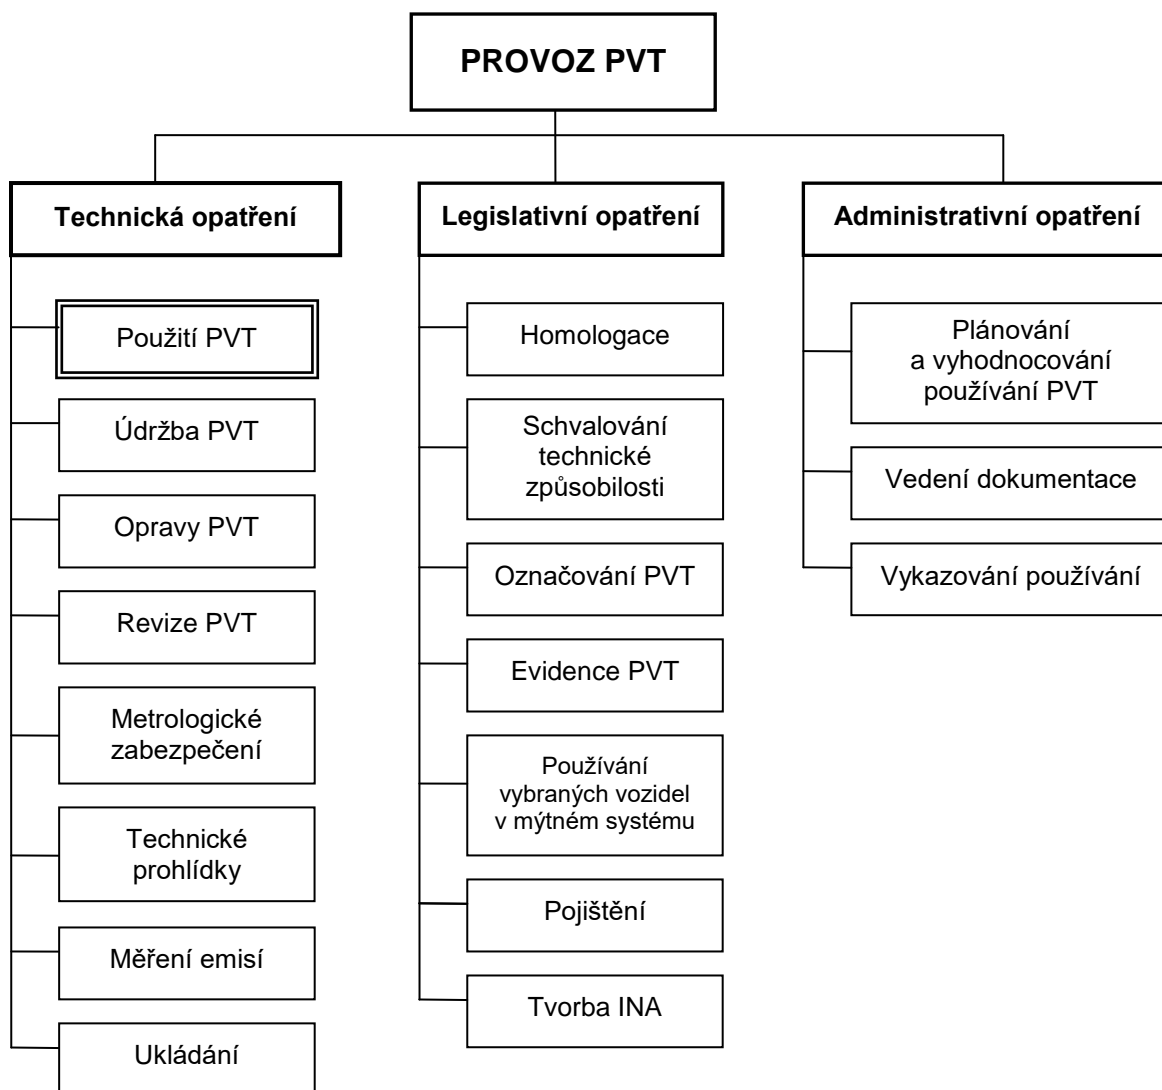 PROVOZ PVT
Technická opatření
Použití PVT
Údržba PVT
Opravy PVT
Revize PVT
Metrologické
zabezpečení
Technické
prohlídky
Měření emisí
Ukládání
Legislativní opatření
Homologace
Schvalování
technické
způsobilosti
Označování PVT
Evidence PVT
Používání
vybraných vozidel
v mýtném systému
Pojištění
Tvorba INA
Administrativní opatření
Plánování
a vyhodnocování
používání PVT
Vedení dokumentace
Vykazování používání